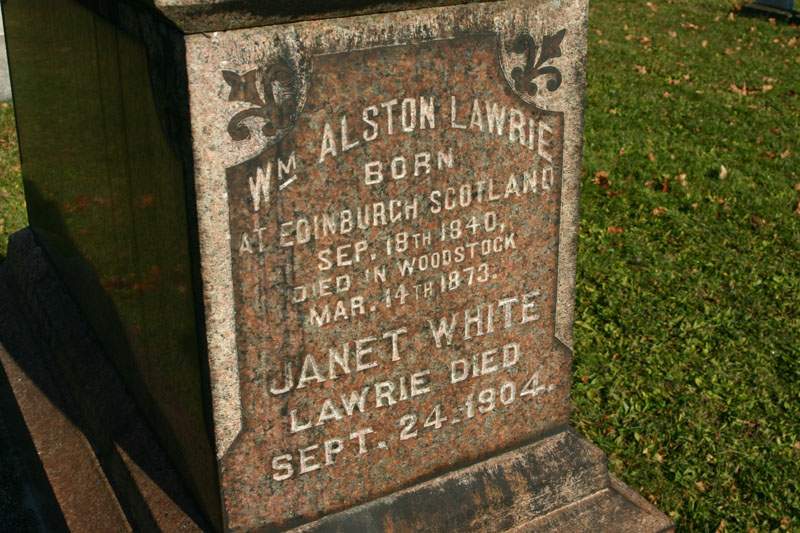 Wᴹ ALSTON LAWRIE
BORN
AT EDINBURGH SCOTLAND
SEP. 18TH 1840,
DIED IN WOODSTOCK
MAR. 14TH 1873.
JANET WHITE
LAWRIE DIED
SEPT. 24. 1904.